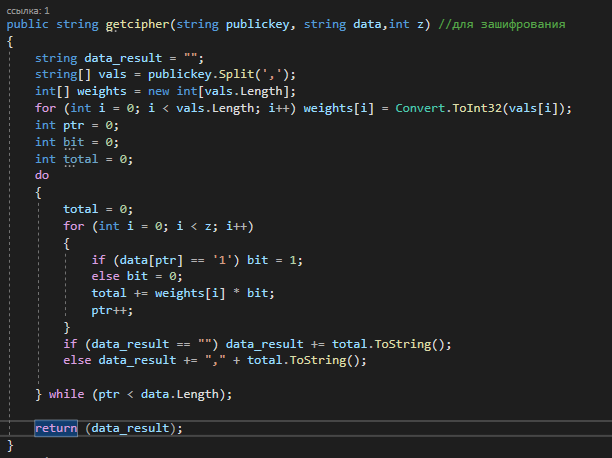 ссылка: 1
public string getcipher(string publickey, string data,int z) //для зашифрования
{
    string data_result = "";
    string[] vals = publickey.Split(',');
    int[] weights = new int[vals.Length];
    for (int i = 0; i < vals.Length; i++) weights[i] = Convert.ToInt32(vals[i]);
    int ptr = 0;
    int bit = 0;
    int total = 0;
    do
    {
        total = 0;
        for (int i = 0; i < z; i++)
        {
            if (data[ptr] == '1') bit = 1;
            else bit = 0;
            total += weights[i] * bit;
            ptr++;
        }
        if (data_result == "") data_result += total.ToString();
        else data_result += "," + total.ToString();
    } while (ptr < data.Length);
    return (data_result);
}